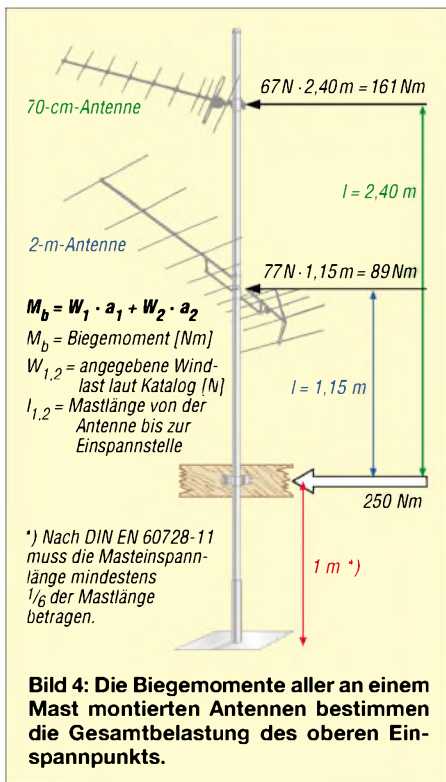 67 N · 2,40 m = 161 Nm
70-cm-Antenne
l = 2,40 m
2-m-Antenne
77 N · 1,15 m = 89 Nm
M_b = W_1 · a_1 + W_2 · a_2
M_b = Biegemoment [Nm]
W_1,2 = angegebene Wind-
last laut Katalog [N]
l_1,2 = Mastlänge von der
Antenne bis zur
Einspannstelle
l = 1,15 m
250 Nm
*) Nach DIN EN 60728-11
muss die Masteinspann-
länge mindestens
1/6 der Mastlänge
betragen.
1 m *)
Bild 4: Die Biegemomente aller an einem
Mast montierten Antennen bestimmen
die Gesamtbelastung des oberen Ein-
spannpunkts.